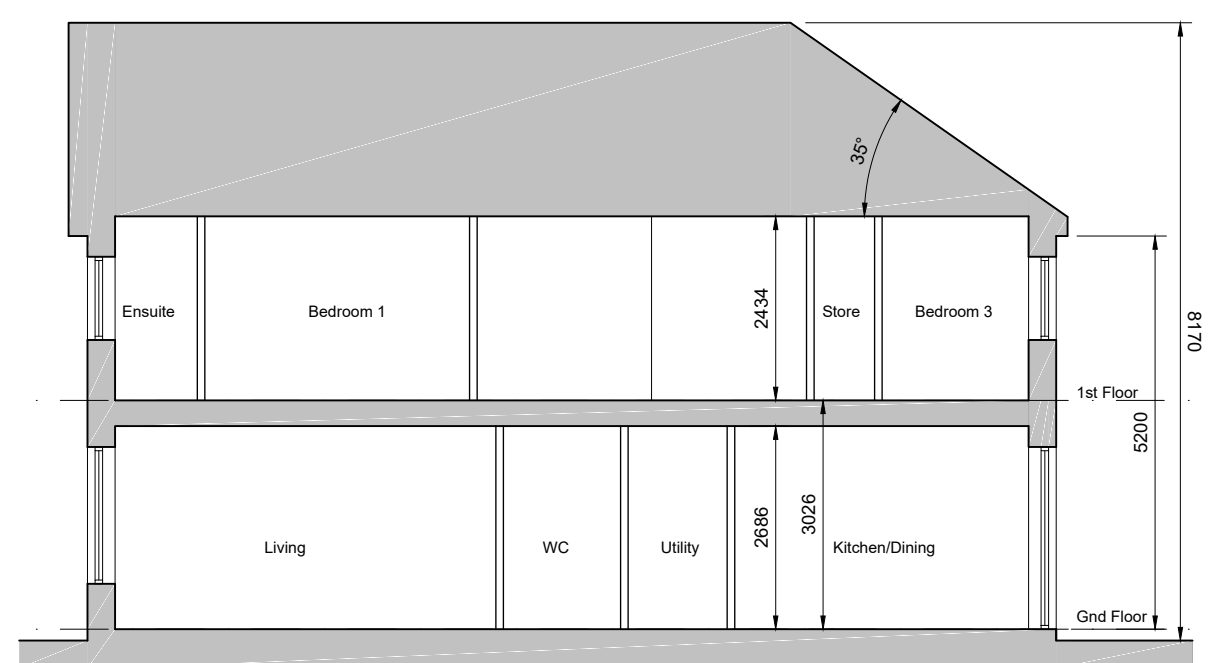 35°
8170
Ensuite
Bedroom 1
2434
Store
Bedroom 3
1st Floor
5200
Living
WC
Utility
2686
3026
Kitchen/Dining
Gnd Floor